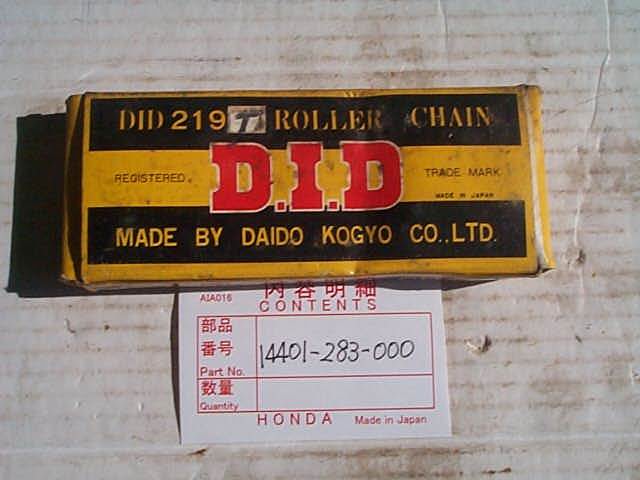 DID 219T ROLLER CHAIN
REGISTERED
D.I.D
TRADE MARK
MADE IN JAPAN
MADE BY DAIDO KOGYO CO.,LTD.
AIA016
内容明細
CONTENTS
部品
番号
Part No.
14401-283-000
数量
Quantity
HONDA Made in Japan